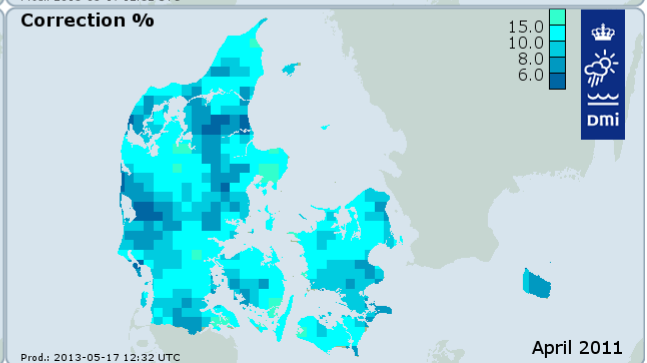 Correction %
15.0
10.0
8.0
6.0
DMi
April 2011
Prod.: 2013-05-17 12:32 UTC